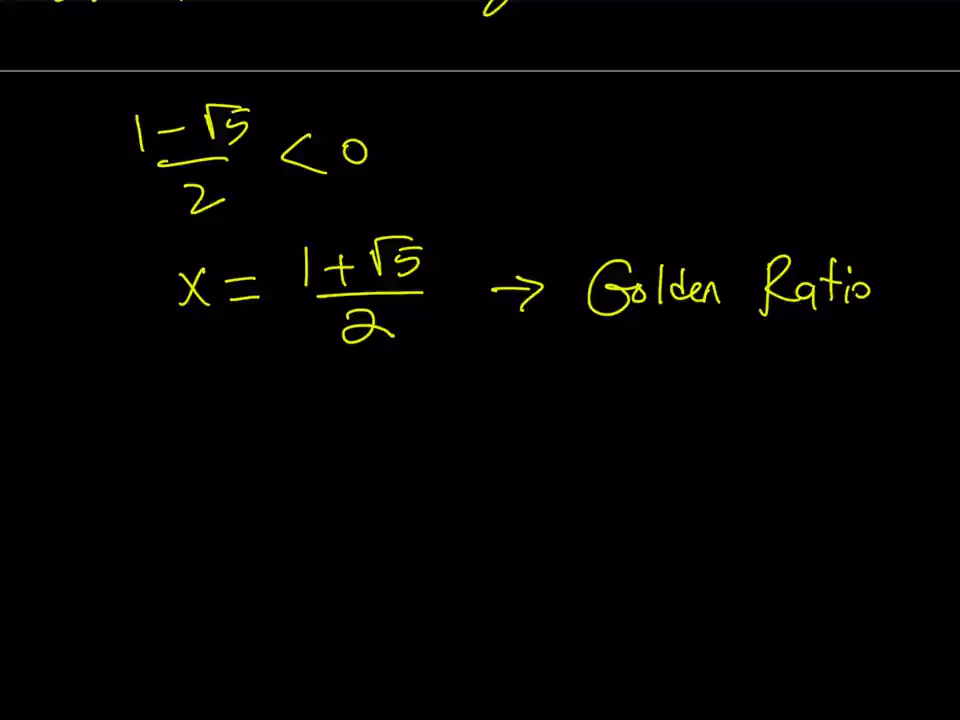 1 - √5 / 2 < 0
x = 1 + √5 / 2 → Golden Ratio